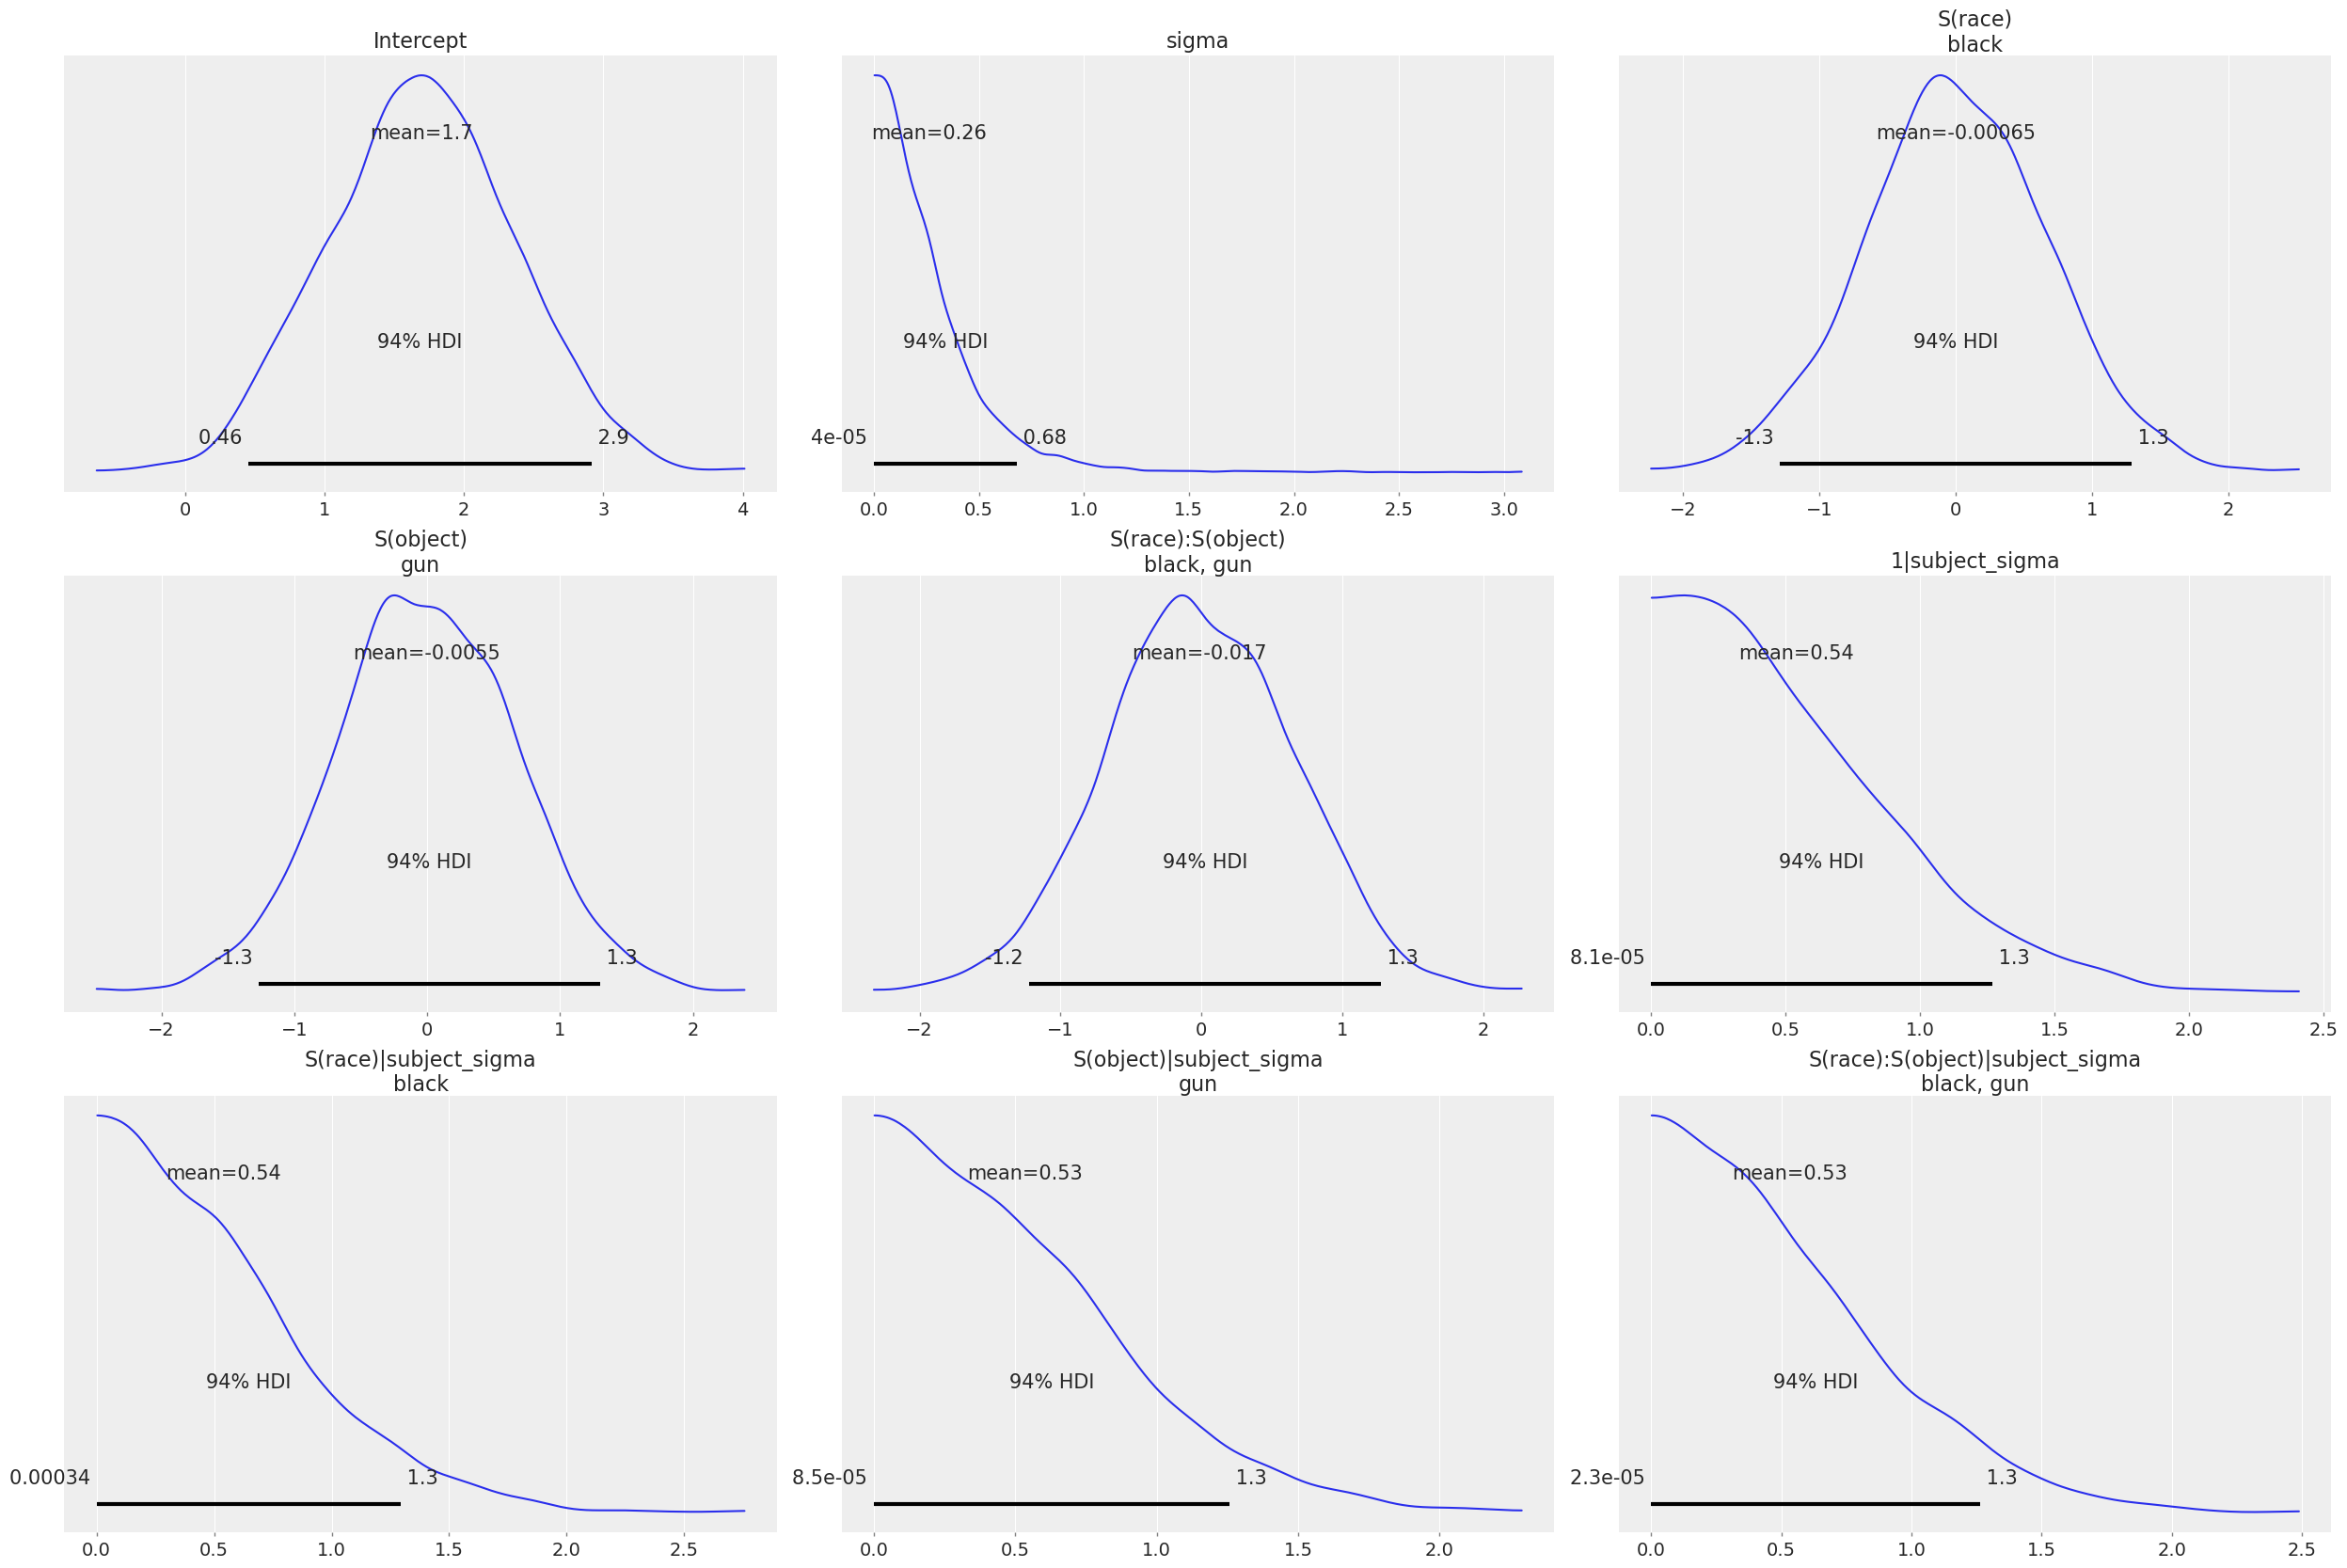 Intercept
mean=1.7
94% HDI
0.46 2.9
0 1 2 3 4
sigma
mean=0.26
94% HDI
4e-05 0.68
0.0 0.5 1.0 1.5 2.0 2.5 3.0
S(race)
black
mean=-0.00065
94% HDI
-1.3 1.3
−2 −1 0 1 2
S(object)
gun
mean=-0.0055
94% HDI
-1.3 1.3
−2 −1 0 1 2
S(race):S(object)
black, gun
mean=-0.017
94% HDI
-1.2 1.3
−2 −1 0 1 2
1|subject_sigma
mean=0.54
94% HDI
8.1e-05 1.3
0.0 0.5 1.0 1.5 2.0 2.5
S(race)|subject_sigma
black
mean=0.54
94% HDI
0.00034 1.3
0.0 0.5 1.0 1.5 2.0 2.5
S(object)|subject_sigma
gun
mean=0.53
94% HDI
8.5e-05 1.3
0.0 0.5 1.0 1.5 2.0
S(race):S(object)|subject_sigma
black, gun
mean=0.53
94% HDI
2.3e-05 1.3
0.0 0.5 1.0 1.5 2.0 2.5